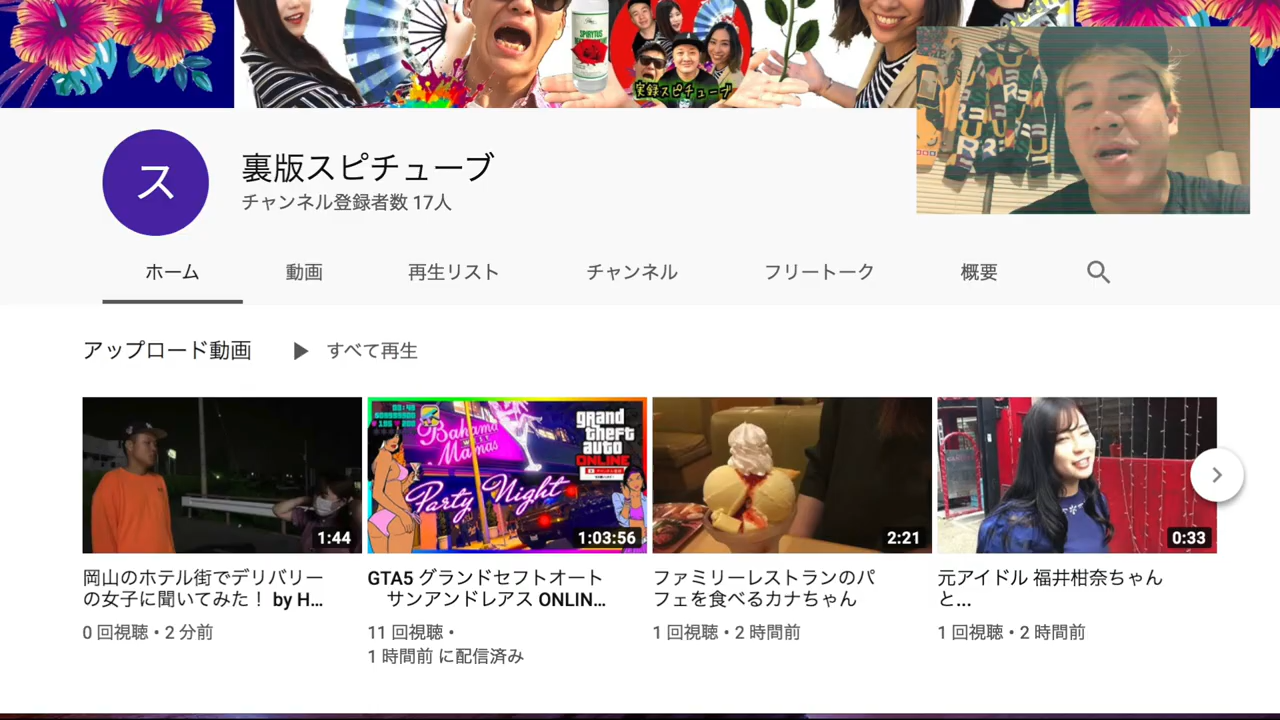 SPIRYTUS
実録スピチューブ
ス
裏版スピチューブ
チャンネル登録者数 17人
ホーム
動画
再生リスト
チャンネル
フリートーク
概要
アップロード動画
すべて再生
Bahama
Mamas
Party Night
grand
theft
auto
ONLINE
1:44
1:03:56
2:21
0:33
岡山のホテル街でデリバリー
の女子に聞いてみた！ by H...
0 回視聴・2 分前
GTA5 グランドセフトオート
サンアンドレアス ONLIN...
11 回視聴・
1 時間前 に配信済み
ファミリーレストランのパ
フェを食べるカナちゃん
1 回視聴・2 時間前
元アイドル 福井柑奈ちゃん
と...
1 回視聴・2 時間前